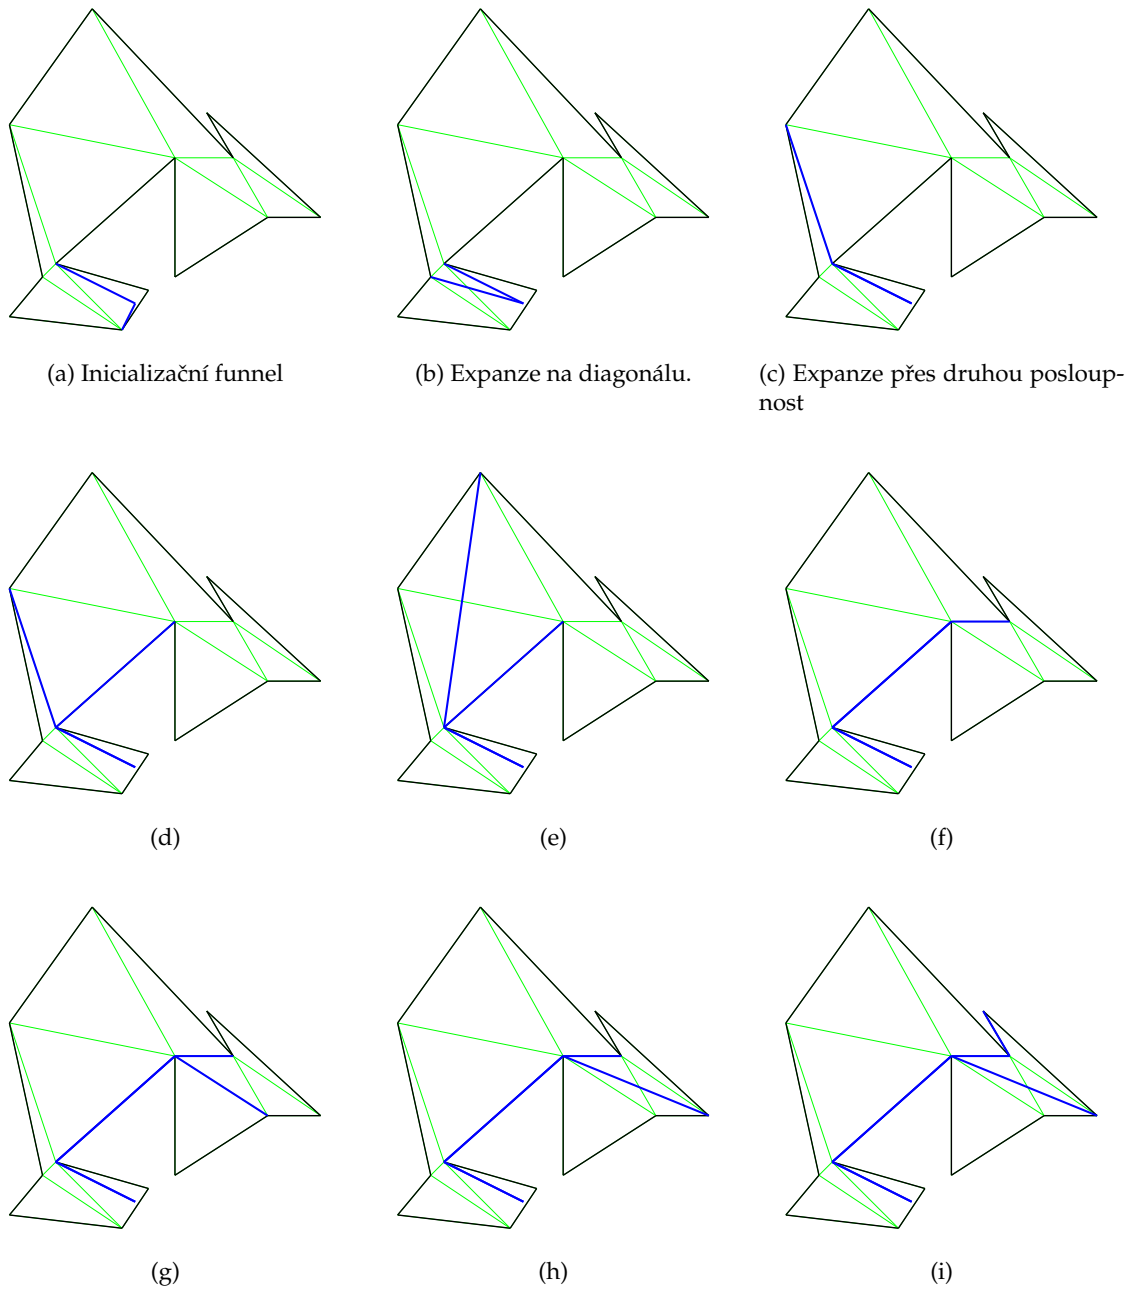 (a) Inicializační funnel
(b) Expanze na diagonálu.
(c) Expanze přes druhou posloup-
nost
(d)
(e)
(f)
(g)
(h)
(i)